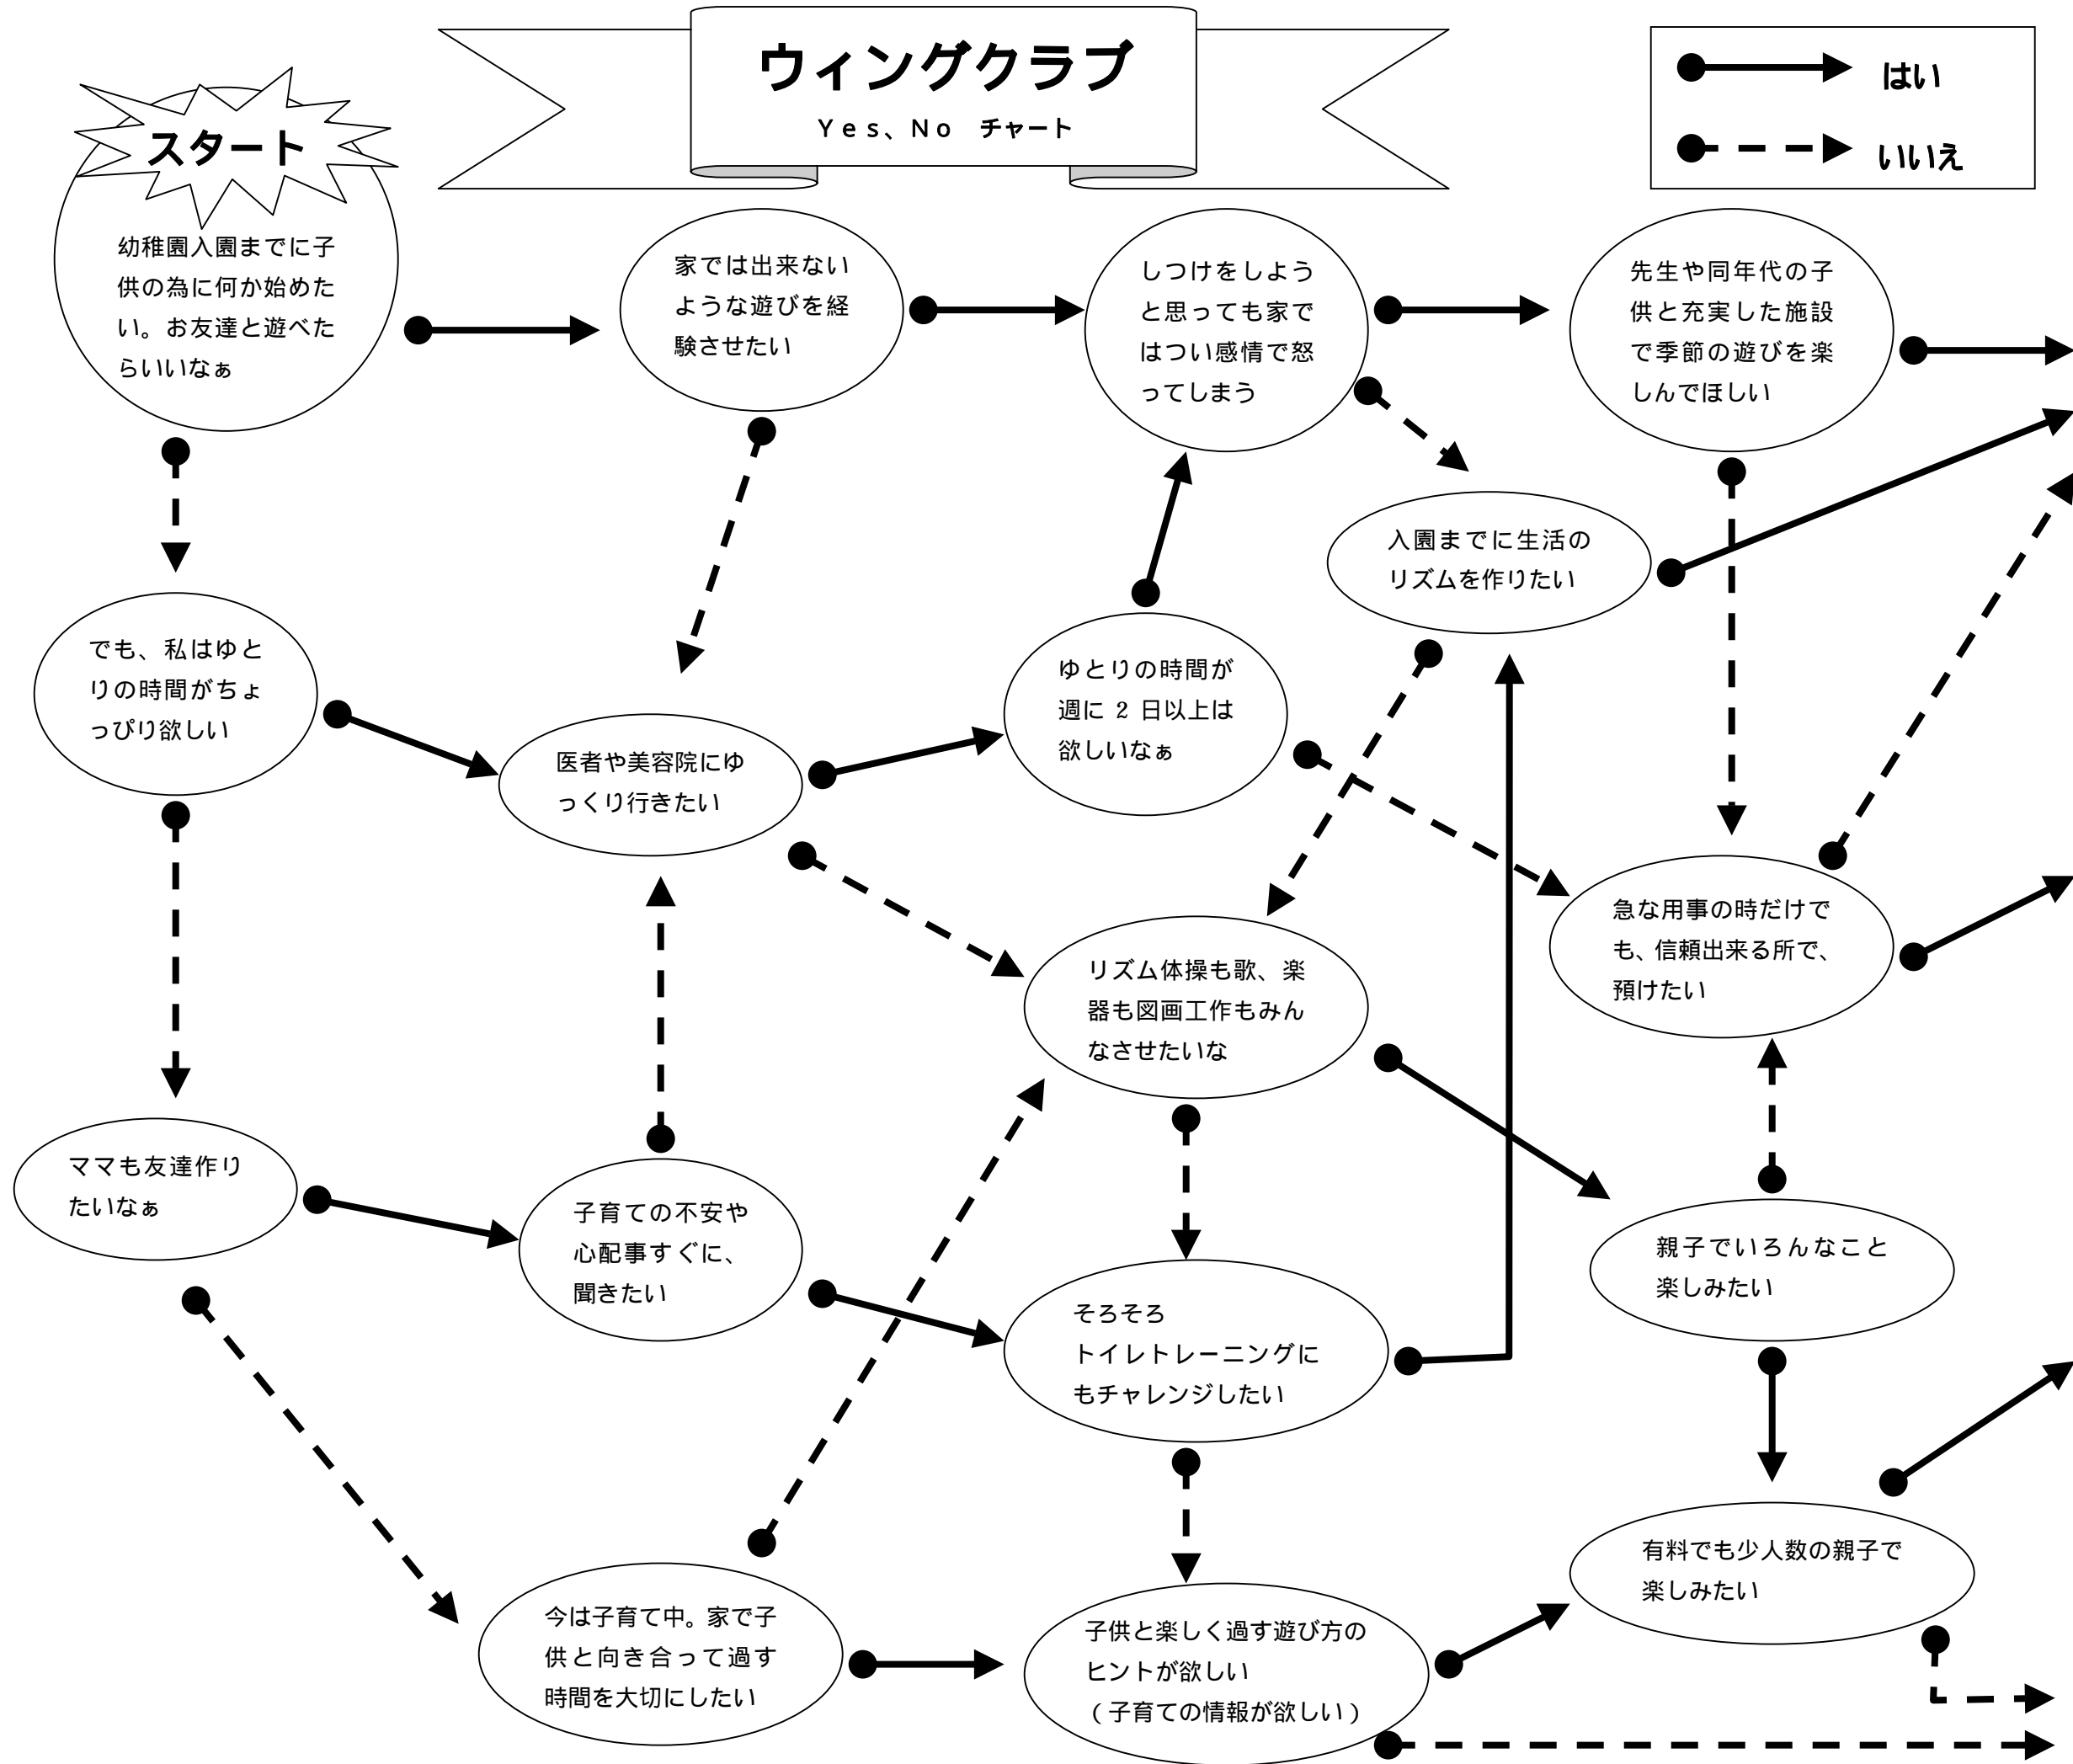 ウィングクラブ
Yes、No チャート
はい
いいえ
スタート
幼稚園入園までに子
供の為に何か始めた
い。お友達と遊べた
らいいなぁ
家では出来ない
ような遊びを経
験させたい
しつけをしよう
と思っても家で
はつい感情で怒
ってしまう
先生や同年代の子
供と充実した施設
で季節の遊びを楽
しんでほしい
入園までに生活の
リズムを作りたい
でも、私はゆと
りの時間がちょ
っぴり欲しい
医者や美容院にゆ
っくり行きたい
ゆとりの時間が
週に 2 日以上は
欲しいなぁ
急な用事の時だけで
も、信頼出来る所で、
預けたい
リズム体操も歌、楽
器も図画工作もみん
なさせたいな
ママも友達作り
たいなぁ
子育ての不安や
心配事すぐに、
聞きたい
親子でいろんなこと
楽しみたい
そろそろ
トイレトレーニングに
もチャレンジしたい
有料でも少人数の親子で
楽しみたい
今は子育て中。家で子
供と向き合って過す
時間を大切にしたい
子供と楽しく過す遊び方の
ヒントが欲しい
(子育ての情報が欲しい)